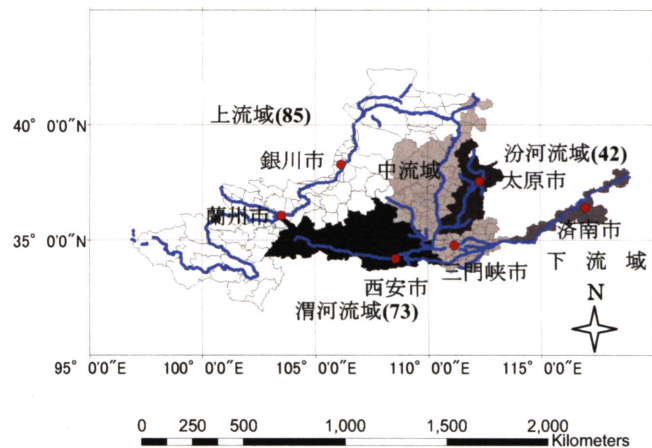 上流域(85)
40° 0'0"N
汾河流域(42)
銀川市
中流域
太原市
蘭州市
済南市
35° 0'0"N
三門峡市
下 流 域
西安市
N
渭河流域(73)
95° 0'0"E 100° 0'0"E 105° 0'0"E 110° 0'0"E 115° 0'0"E
0 250 500 1,000 1,500 2,000
Kilometers